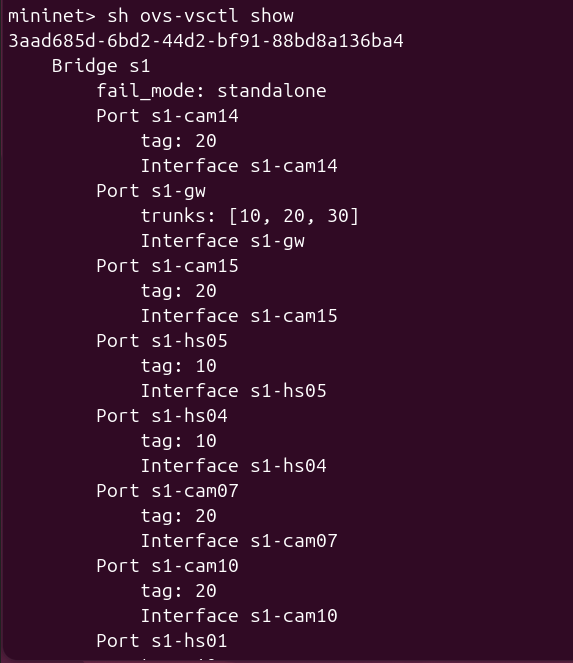 mininet> sh ovs-vsctl show
3aad685d-6bd2-44d2-bf91-88bd8a136ba4
    Bridge s1
        fail_mode: standalone
        Port s1-cam14
            tag: 20
            Interface s1-cam14
        Port s1-gw
            trunks: [10, 20, 30]
            Interface s1-gw
        Port s1-cam15
            tag: 20
            Interface s1-cam15
        Port s1-hs05
            tag: 10
            Interface s1-hs05
        Port s1-hs04
            tag: 10
            Interface s1-hs04
        Port s1-cam07
            tag: 20
            Interface s1-cam07
        Port s1-cam10
            tag: 20
            Interface s1-cam10
        Port s1-hs01